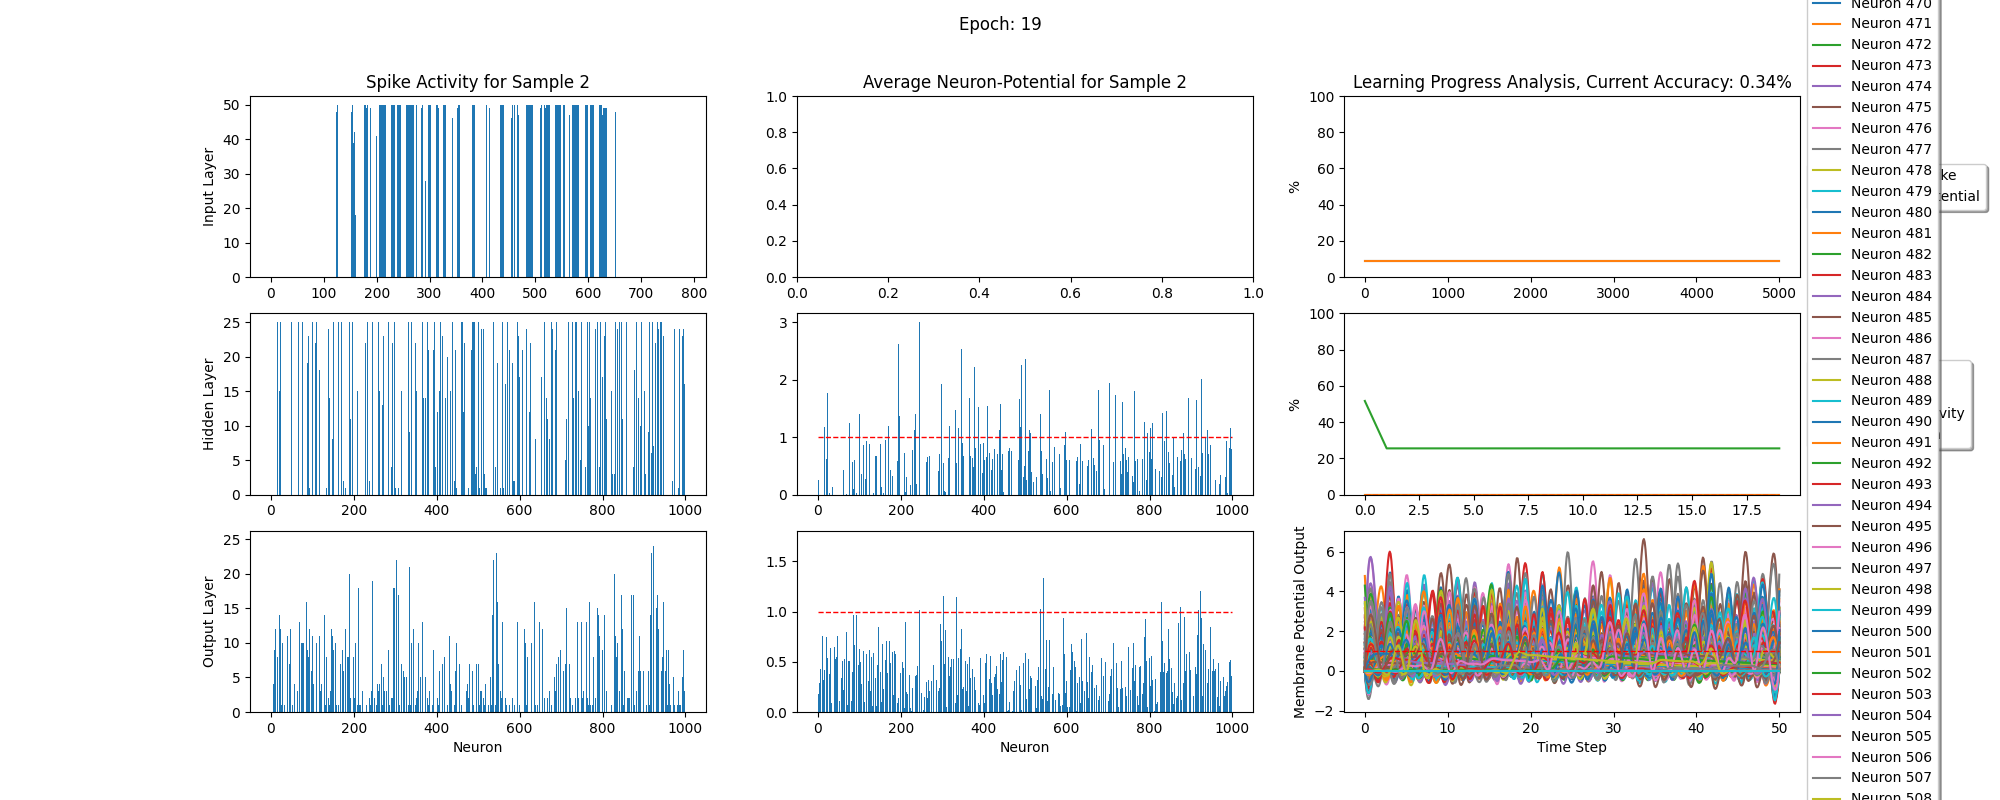 Epoch: 19
Spike Activity for Sample 2
Input Layer
50
40
30
20
10
0
0 100 200 300 400 500 600 700 800
Average Neuron-Potential for Sample 2
1.0
0.8
0.6
0.4
0.2
0.0
0.0 0.2 0.4 0.6 0.8 1.0
Learning Progress Analysis, Current Accuracy: 0.34%
%
100
80
60
40
20
0
0 1000 2000 3000 4000 5000
Hidden Layer
25
20
15
10
5
0
0 200 400 600 800 1000
3
2
1
0
0 200 400 600 800 1000
%
100
80
60
40
20
0
0.0 2.5 5.0 7.5 10.0 12.5 15.0 17.5
Output Layer
25
20
15
10
5
0
0 200 400 600 800 1000
Neuron
1.5
1.0
0.5
0.0
0 200 400 600 800 1000
Neuron
Membrane Potential Output
6
4
2
0
−2
0 10 20 30 40 50
Time Step
Neuron 470
Neuron 471
Neuron 472
Neuron 473
Neuron 474
Neuron 475
Neuron 476
Neuron 477
Neuron 478
Neuron 479
Neuron 480
Neuron 481
Neuron 482
Neuron 483
Neuron 484
Neuron 485
Neuron 486
Neuron 487
Neuron 488
Neuron 489
Neuron 490
Neuron 491
Neuron 492
Neuron 493
Neuron 494
Neuron 495
Neuron 496
Neuron 497
Neuron 498
Neuron 499
Neuron 500
Neuron 501
Neuron 502
Neuron 503
Neuron 504
Neuron 505
Neuron 506
Neuron 507
Neuron 508